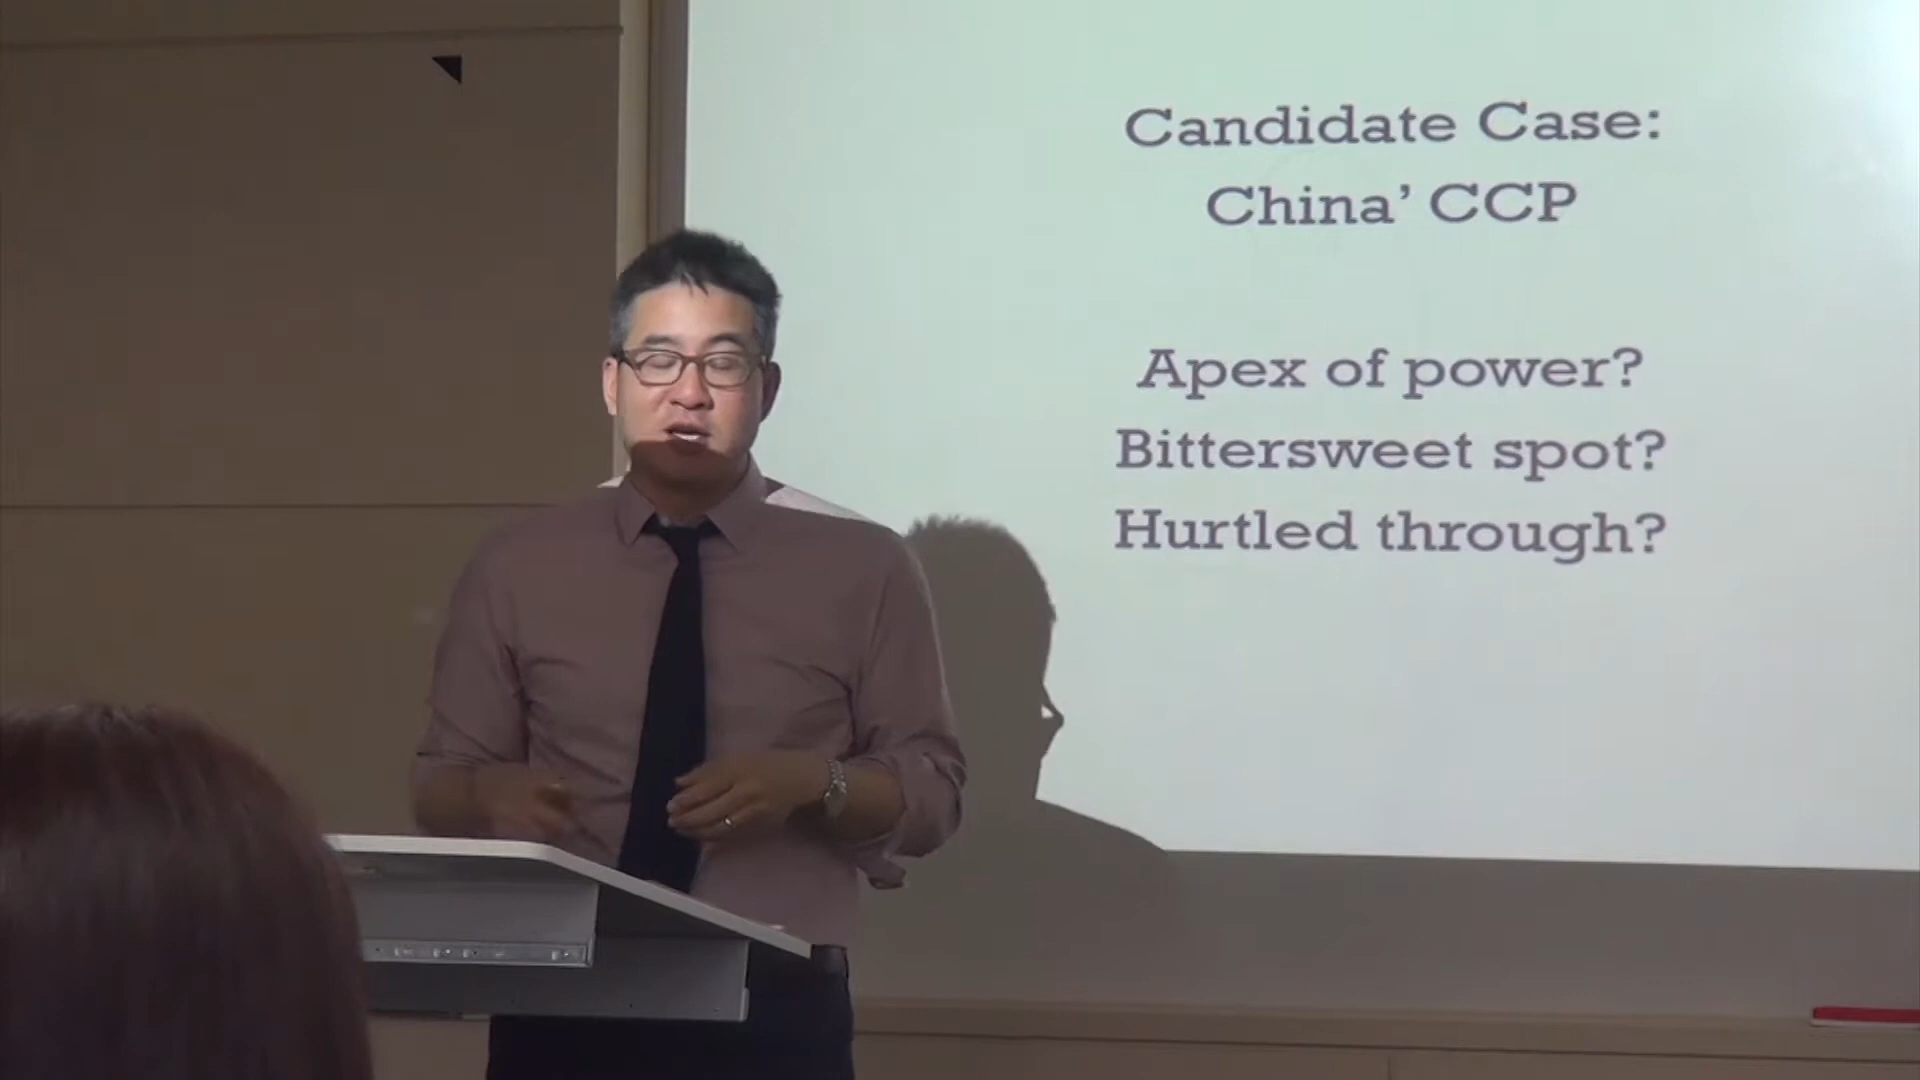 Candidate Case:
China’ CCP
Apex of power?
Bittersweet spot?
Hurtled through?